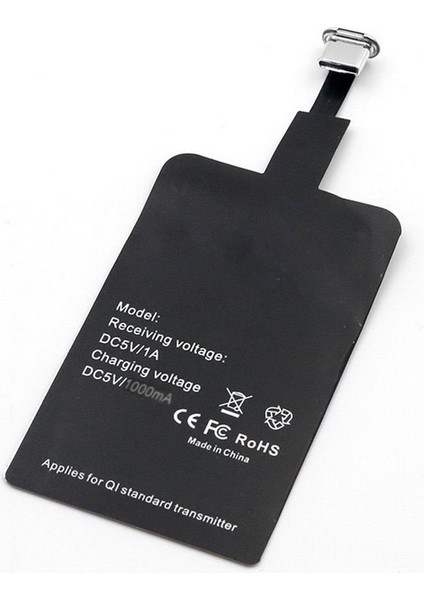 Model:
Receiving voltage:
DC5V/1A
Charging voltage
DC5V/1000mA
CE FC RoHS
Made in China
Applies for QI standard transmitter